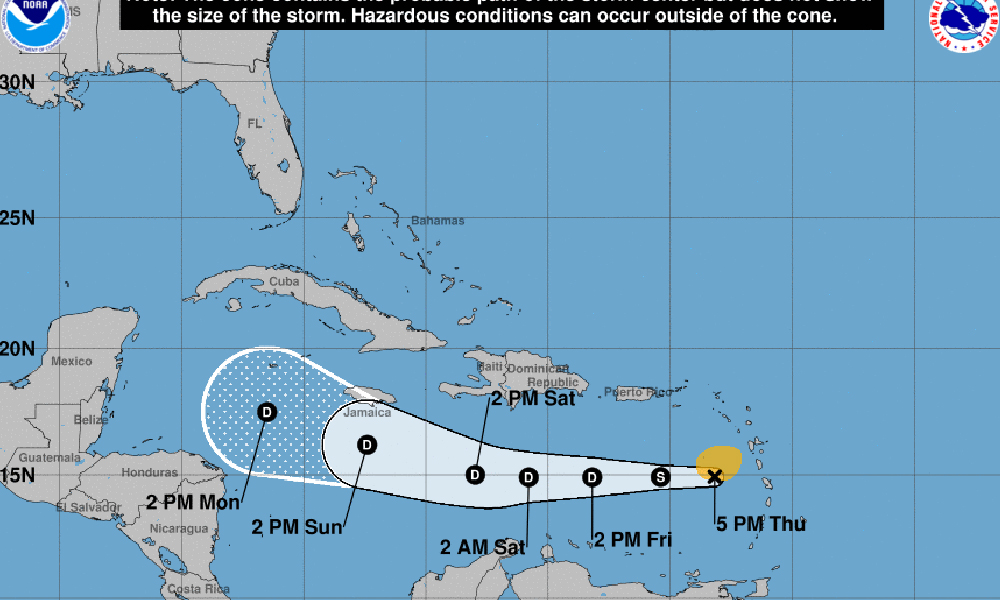 Note: The cone contains the probable path of the storm center but does not show
the size of the storm. Hazardous conditions can occur outside of the cone.
NOAA
MS
30N
FL
25N
Bahamas
Cuba
20N
Mexico
Haiti
Dominican
Republic
Puerto Rico
2 PM Sat
Jamaica
D
Belize
D
Guatemala
Honduras
15N
D
D
D
S
2 PM Mon
El Salvador
2 PM Sun
5 PM Thu
Nicaragua
2 AM Sat
2 PM Fri
Costa Rica